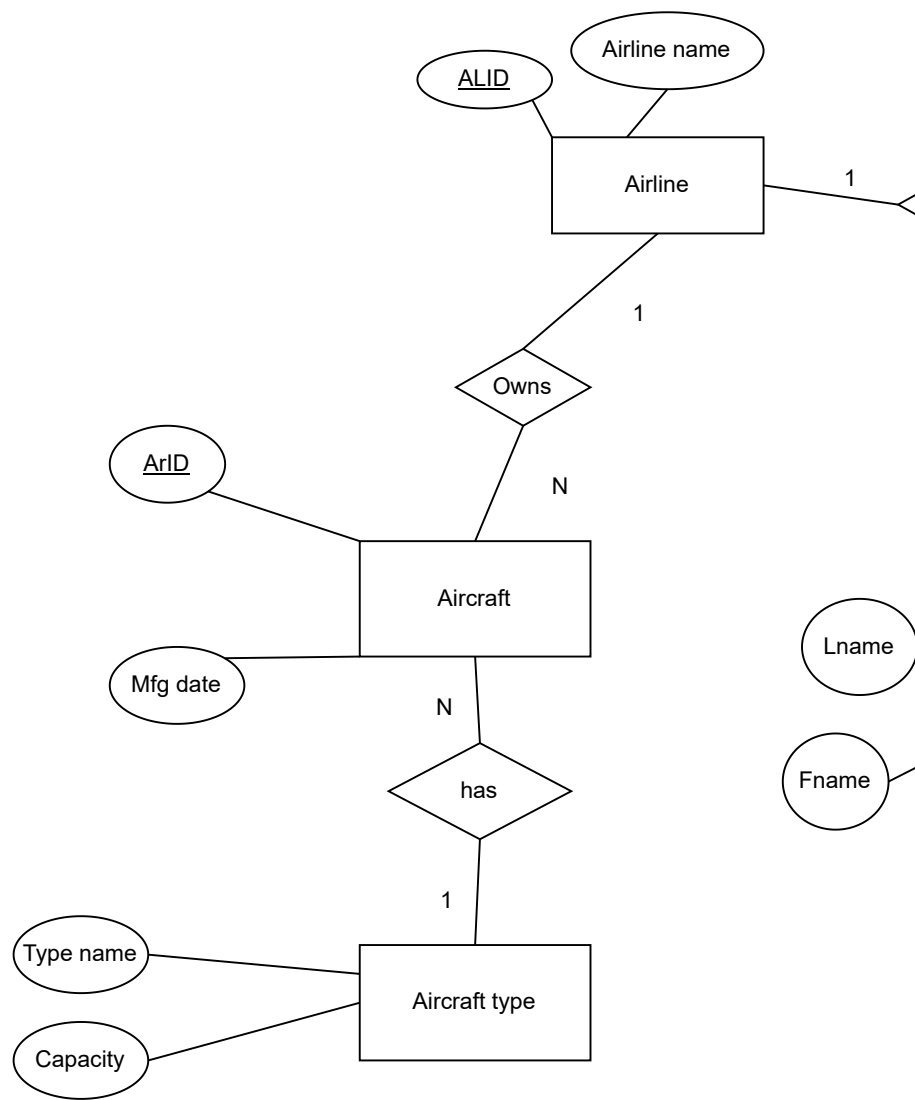 Airline name
ALID
Airline
1
1
Owns
ArID
N
Aircraft
Lname
Mfg date
N
Fname
has
1
Type name
Aircraft type
Capacity